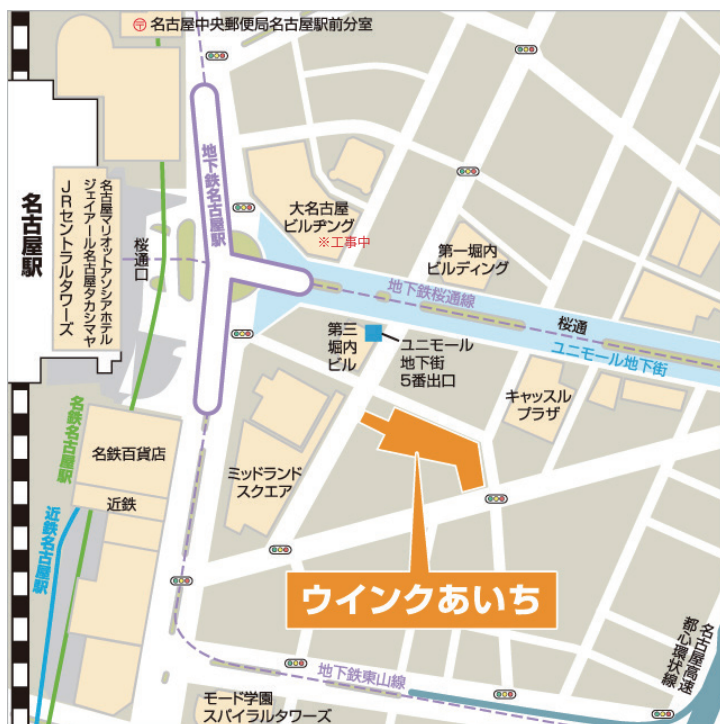 〒 名古屋中央郵便局名古屋駅前分室
地下鉄名古屋駅
名古屋駅
名古屋マリオットアソシアホテル
ジェイアール名古屋タカシマヤ
JRセントラルタワーズ
桜通口
大名古屋
ビルヂング
※工事中
第一堀内
ビルディング
地下鉄桜通線
桜通
ユニモール地下街
第三
堀内
ビル
ユニモール
地下街
5番出口
キャッスル
プラザ
名鉄名古屋駅
名鉄百貨店
近鉄
近鉄名古屋駅
ミッドランド
スクエア
ウインクあいち
名古屋高速
都心環状線
地下鉄東山線
モード学園
スパイラルタワーズ